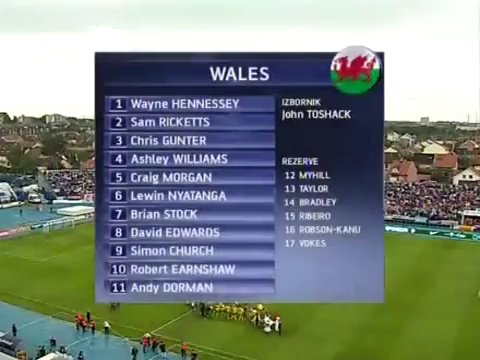 WALES
1 Wayne HENNESSEY
2 Sam RICKETTS
3 Chris GUNTER
4 Ashley WILLIAMS
5 Craig MORGAN
6 Lewin NYATANGA
7 Brian STOCK
8 David EDWARDS
9 Simon CHURCH
10 Robert EARNSHAW
11 Andy DORMAN
IZBORNIK
John TOSHACK
REZERVE
12 MYHILL
13 TAYLOR
14 BRADLEY
15 RIBEIRO
16 ROBSON-KANU
17 VOKES